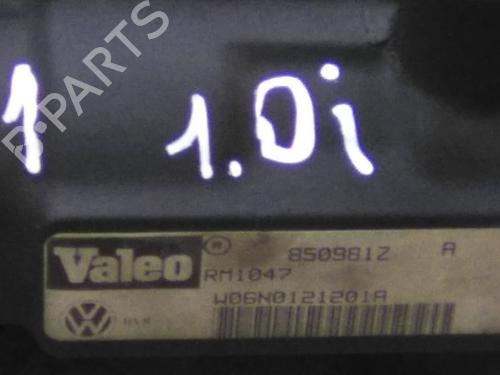 B-PARTS
1 1.0i
Valeo ® 850981Z A
RM1047
W06N0121201A